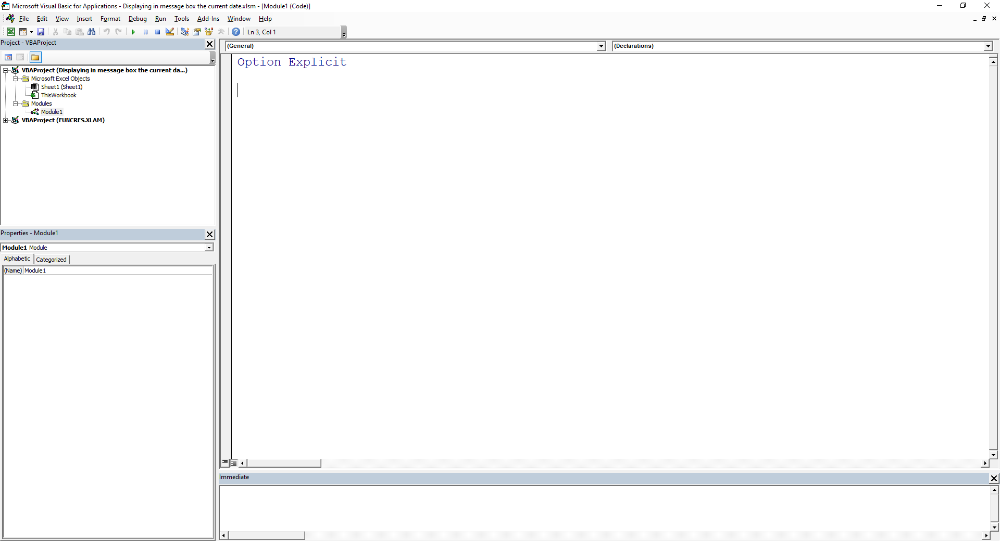 Microsoft Visual Basic for Applications - Displaying in message box the current date.xlsm - [Module1 (Code)]
File Edit View Insert Format Debug Run Tools Add-Ins Window Help
Ln 3, Col 1
Project - VBAProject
VBAProject (Displaying in message box the current da...)
Microsoft Excel Objects
Sheet1 (Sheet1)
ThisWorkbook
Modules
Module1
VBAProject (FUNCRES.XLAM)
Properties - Module1
Module1 Module
Alphabetic Categorized
(Name) Module1
(General) (Declarations)
Option Explicit
Immediate